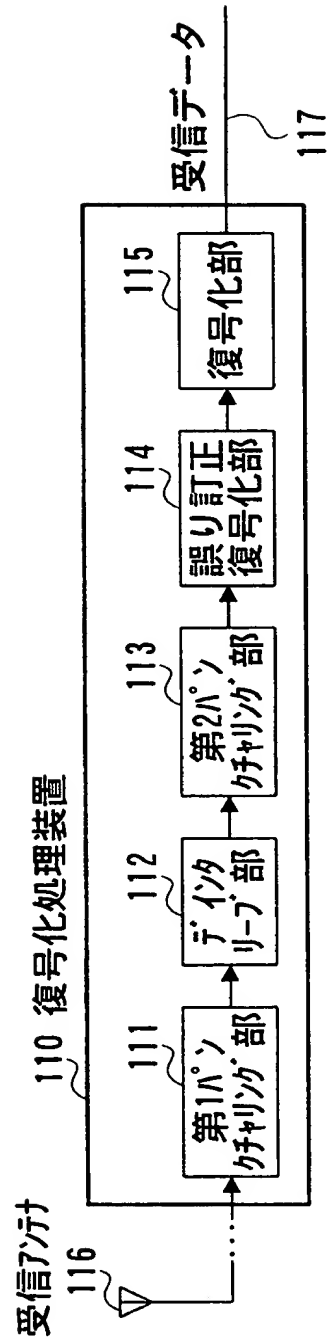 受信アンテナ
116
110 復号化処理装置
111
第1パン
クチャリング部
112
デインタ
リーブ部
113
第2パン
クチャリング部
114
誤り訂正
復号化部
115
復号化部
受信データ
117